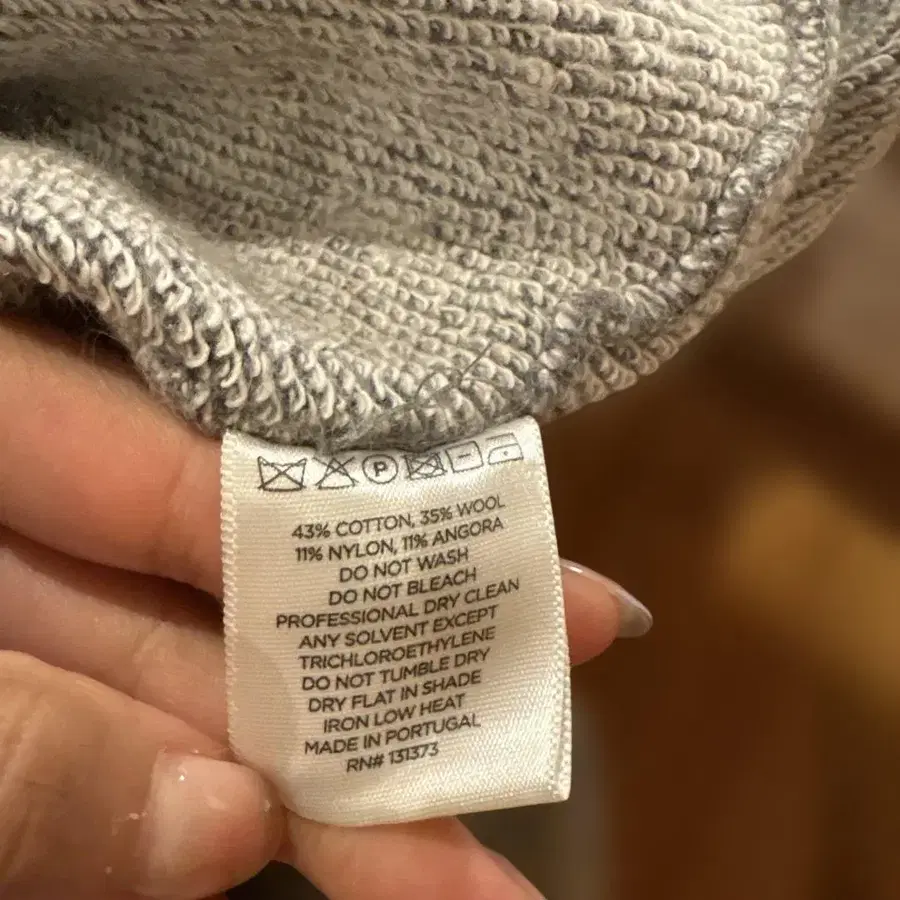 P
43% COTTON, 35% WOOL
11% NYLON, 11% ANGORA
DO NOT WASH
DO NOT BLEACH
PROFESSIONAL DRY CLEAN
ANY SOLVENT EXCEPT
TRICHLOROETHYLENE
DO NOT TUMBLE DRY
DRY FLAT IN SHADE
IRON LOW HEAT
MADE IN PORTUGAL
RN# 131373